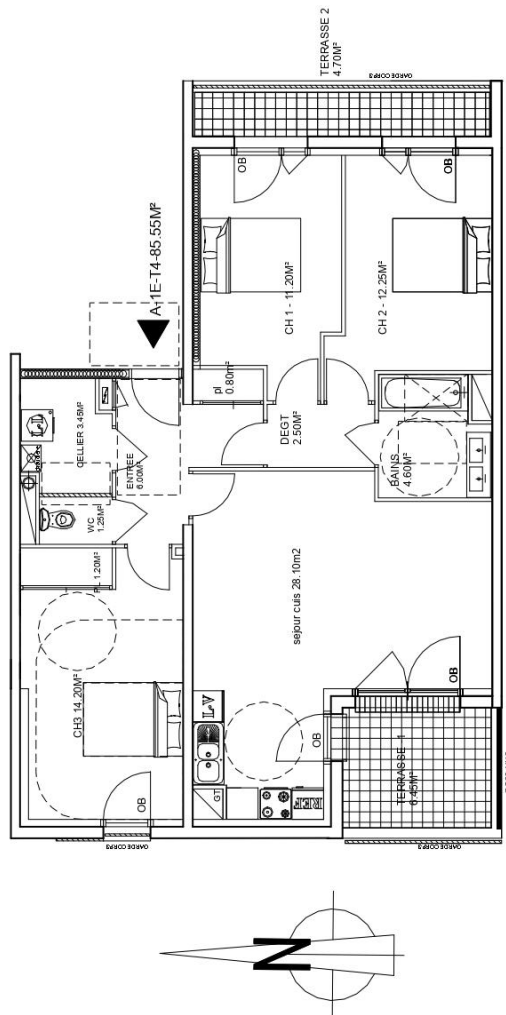 TERRASSE 2
4.70M²
GARDE CORPS
A-1E-T4-85.55M²
OB
OB
CH 1 - 11.20M²
CH 2 - 12.25M²
pl
0.80m²
DEGT
2.50M²
BAINS
4.60M²
L.L
CELLIER 3.45M²
ENTREE
6.00M²
WC
1.25M²
PL 1.20M²
CH3 14.20M²
OB
GARDE CORPS
sejour cuis 28.10m2
L.V
GT
REF
OB
OB
TERRASSE 1
6.45M²
GARDE CORPS
N